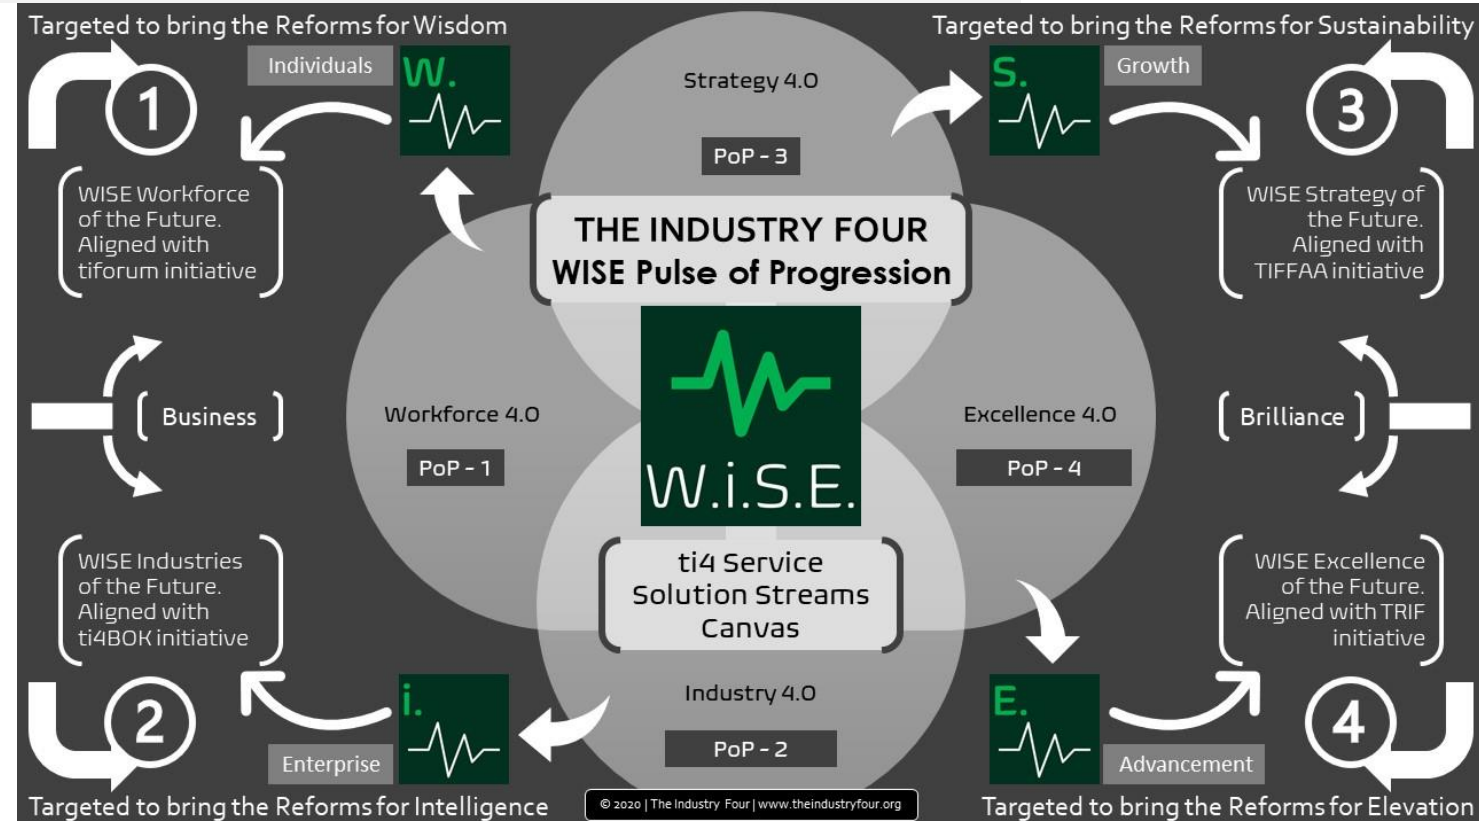 Targeted to bring the Reforms for Wisdom
Individuals
W.
1
WISE Workforce
of the Future.
Aligned with
tiforum initiative
Business
WISE Industries
of the Future.
Aligned with
ti4BOK initiative
2
Enterprise
i.
Targeted to bring the Reforms for Intelligence
Strategy 4.0
PoP - 3
THE INDUSTRY FOUR
WISE Pulse of Progression
Workforce 4.0
PoP - 1
W.i.S.E.
Excellence 4.0
PoP - 4
ti4 Service
Solution Streams
Canvas
Industry 4.0
PoP - 2
© 2020 | The Industry Four | www.theindustryfour.org
Targeted to bring the Reforms for Sustainability
S.
Growth
3
WISE Strategy of
the Future.
Aligned with
TIFFAA initiative
Brilliance
WISE Excellence
of the Future.
Aligned with TRIF
initiative
E.
Advancement
4
Targeted to bring the Reforms for Elevation